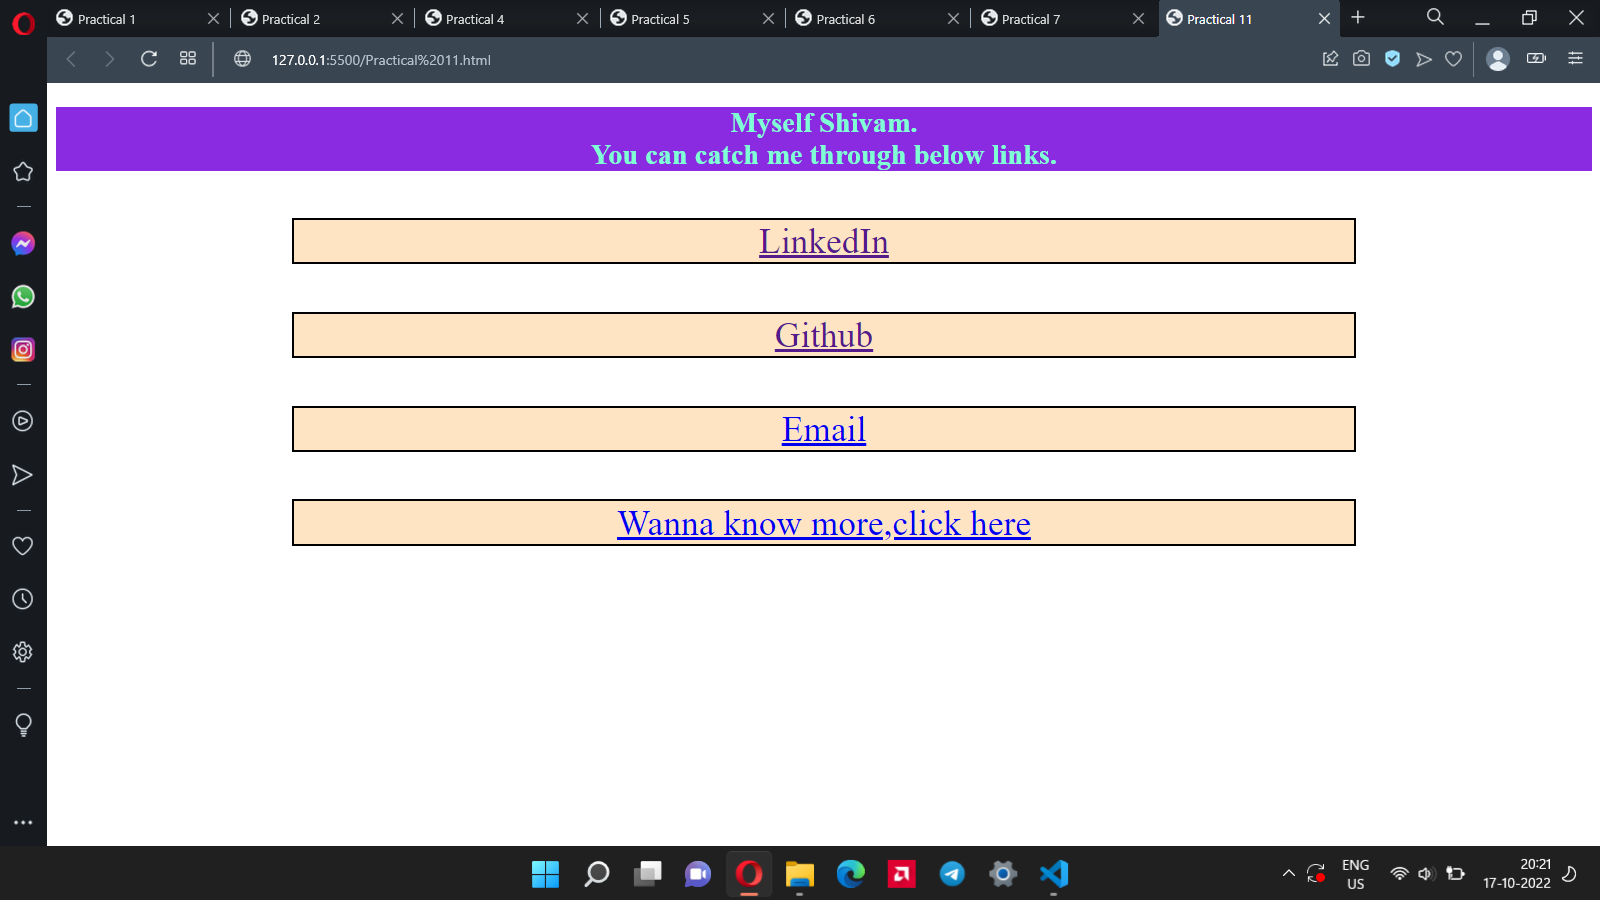 Practical 1
Practical 2
Practical 4
Practical 5
Practical 6
Practical 7
Practical 11
127.0.0.1:5500/Practical%2011.html
Myself Shivam.
You can catch me through below links.
LinkedIn
Github
Email
Wanna know more,click here
ENG
US
20:21
17-10-2022